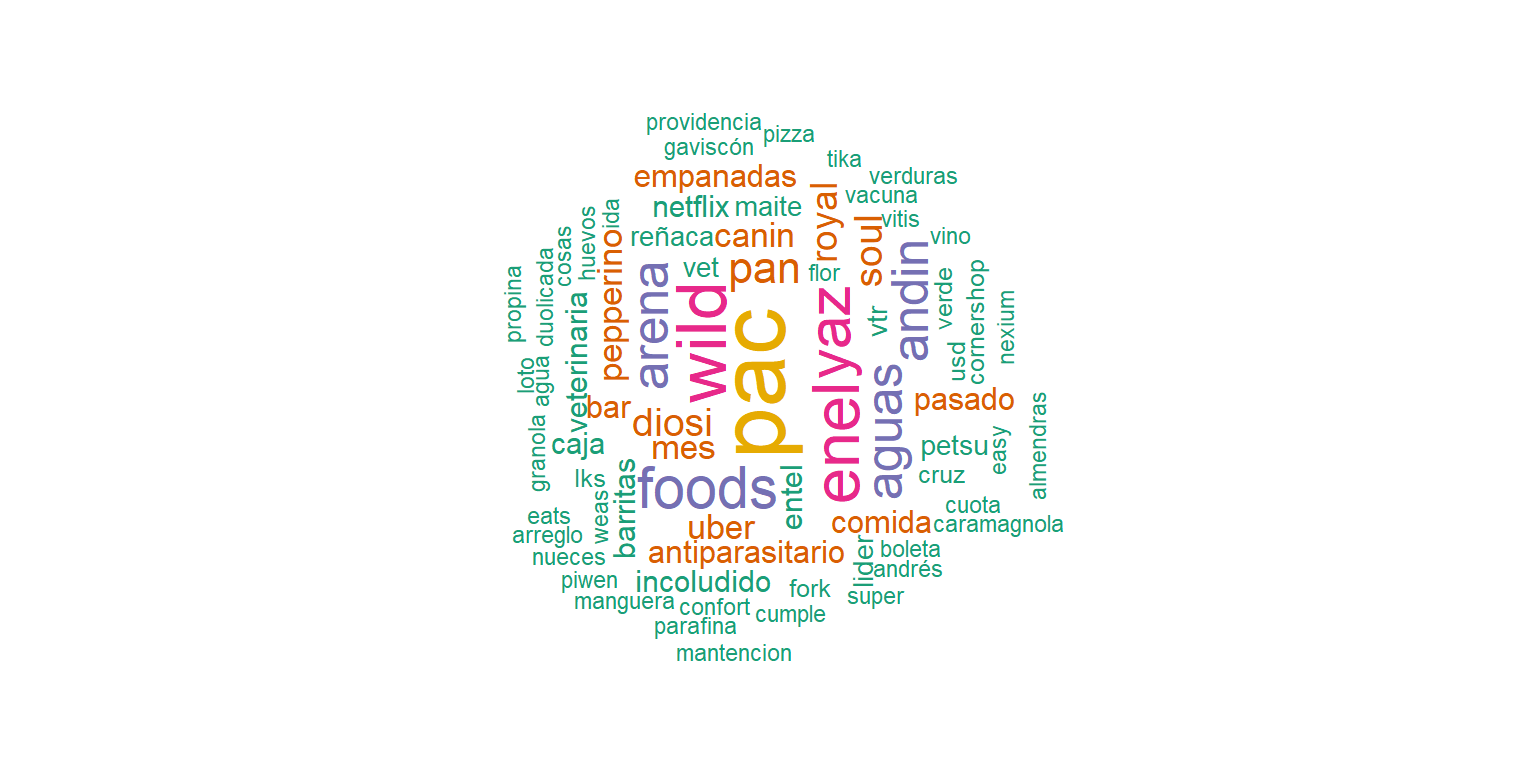 providencia
pizza
gaviscón
tika
empanadas
verduras
royal
vacuna
netflix
maite
ida
huevos
soul
vitis
reñaca
canin
cosas
pepperino
vino
andin
duolicada
propina
arena
vet
pan
flor
verde
cornershop
wild
pac
enel
yaz
vtr
nexium
veterinaria
usd
loto
agua
aguas
bar
diosi
pasado
granola
caja
mes
petsu
easy
almendras
lks
foods
entel
cruz
weas
barritas
cuota
eats
uber
comida
caramagnola
arreglo
nueces
antiparasitario
lider
boleta
andrés
piwen
incoludido
fork
super
manguera
confort
cumple
parafina
mantencion